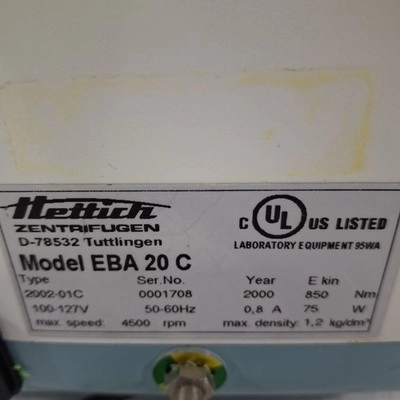 Hettich
ZENTRIFUGEN
D-78532 Tuttlingen
C UL US LISTED
LABORATORY EQUIPMENT 95WA
Model EBA 20 C
Type Ser.No. Year E kin
2002-01C 0001708 2000 850 Nm
100-127V 50-60Hz 0,8 A 75 W
max. speed: 4500 rpm max. density: 1,2 kg/dm³